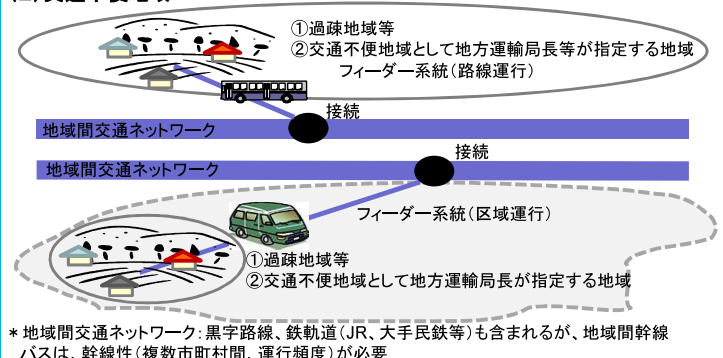 ①過疎地域等
②交通不便地域として地方運輸局長等が指定する地域
フィーダー系統（路線運行）
接続
地域間交通ネットワーク
接続
地域間交通ネットワーク
フィーダー系統（区域運行）
①過疎地域等
②交通不便地域として地方運輸局長が指定する地域
＊地域間交通ネットワーク：黒字路線、鉄軌道（JR、大手民鉄等）も含まれるが、地域間幹線
バスは、幹線性（複数市町村間、運行頻度）が必要